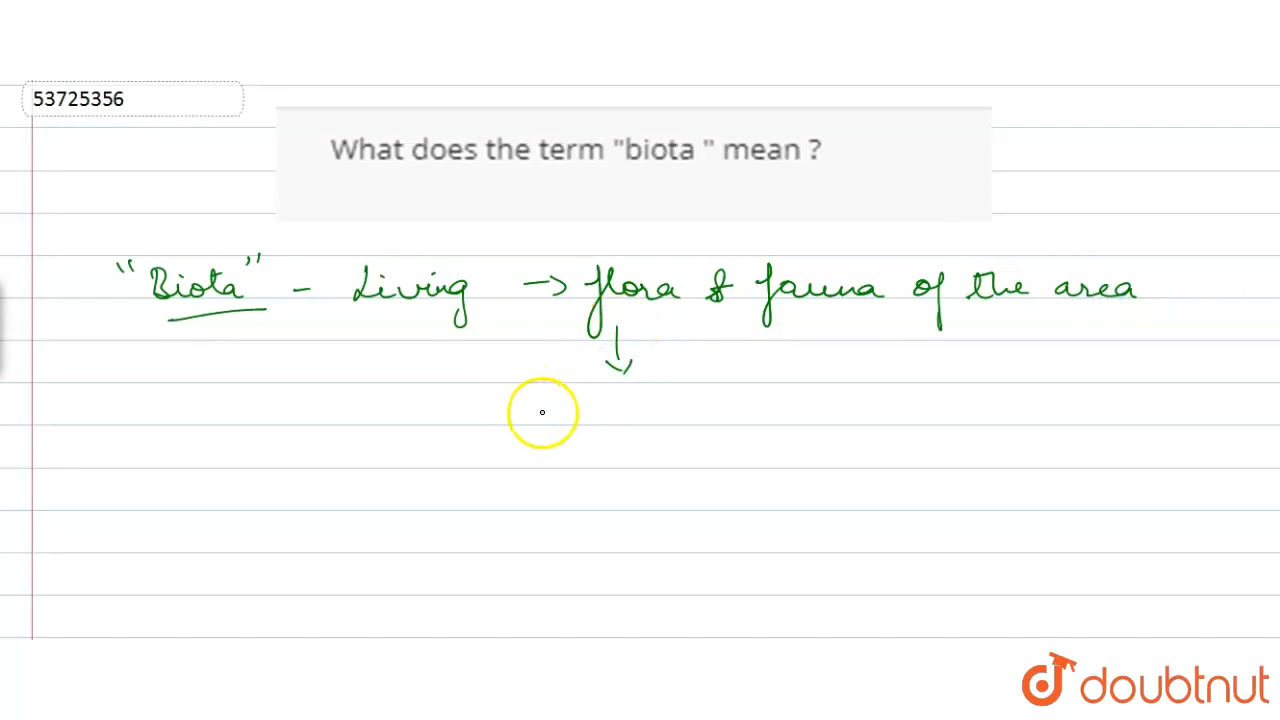 53725356
What does the term "biota " mean ?
"Biota" - Living → flora & fauna of the area
↓
doubtnut